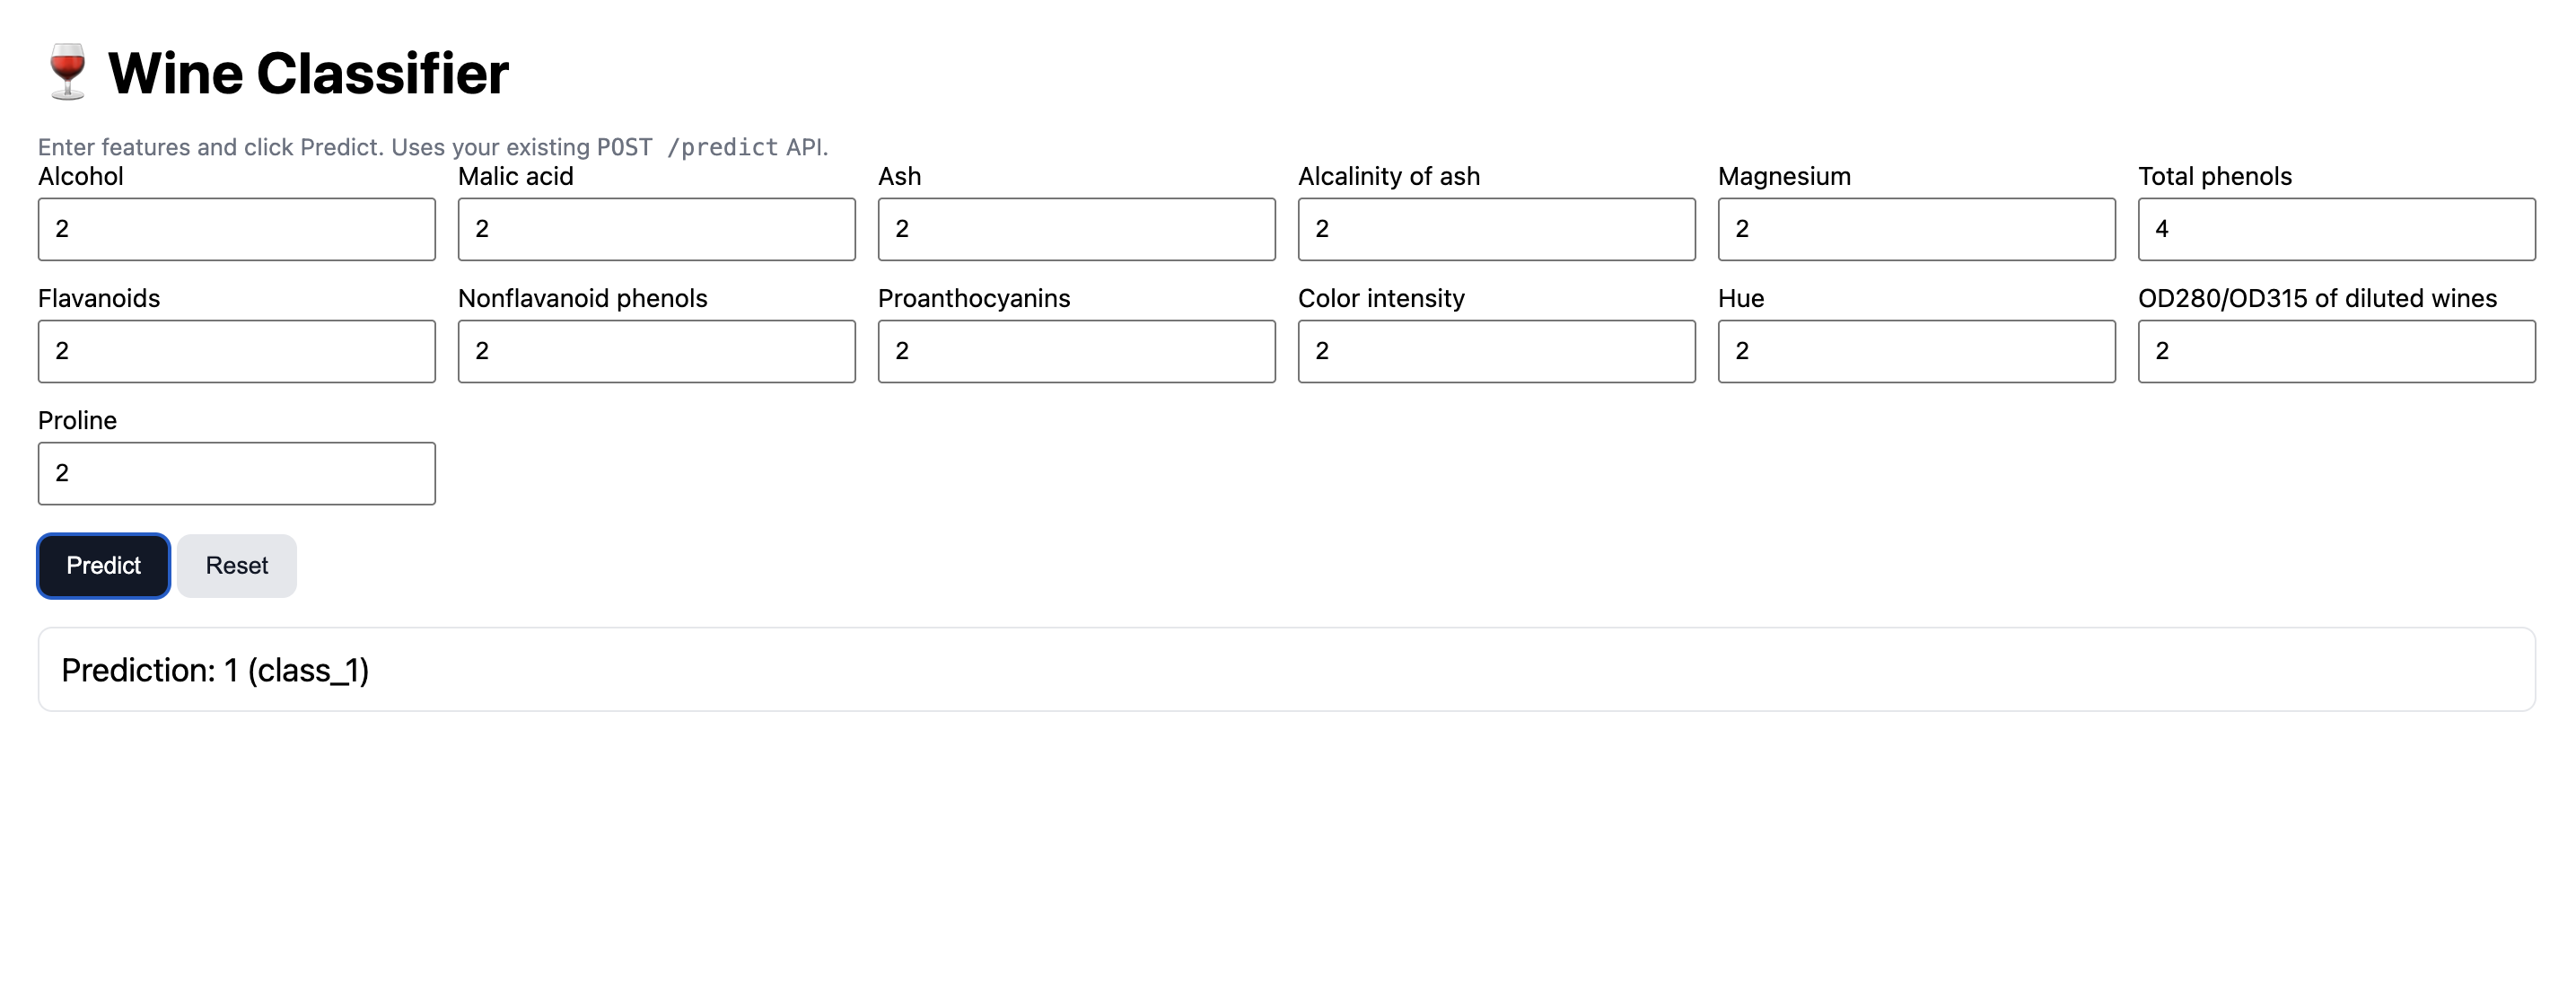 Wine Classifier
Enter features and click Predict. Uses your existing POST /predict API.
Alcohol Malic acid Ash Alcalinity of ash Magnesium Total phenols
2 2 2 2 2 4
Flavanoids Nonflavanoid phenols Proanthocyanins Color intensity Hue OD280/OD315 of diluted wines
2 2 2 2 2 2
Proline
2
Predict Reset
Prediction: 1 (class_1)